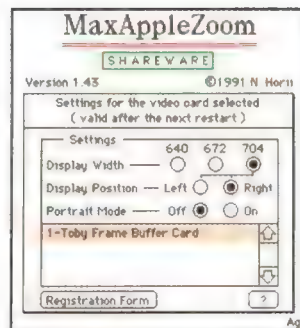 MaxAppleZoom
SHAREWARE
Version 1.43 ©1991 N Horii
Settings for the video card selected
( valid after the next restart )
Settings
640 672 704
Display Width
Display Position — Left Right
Portrait Mode — Off On
1-Toby Frame Buffer Card
Registration Form ?